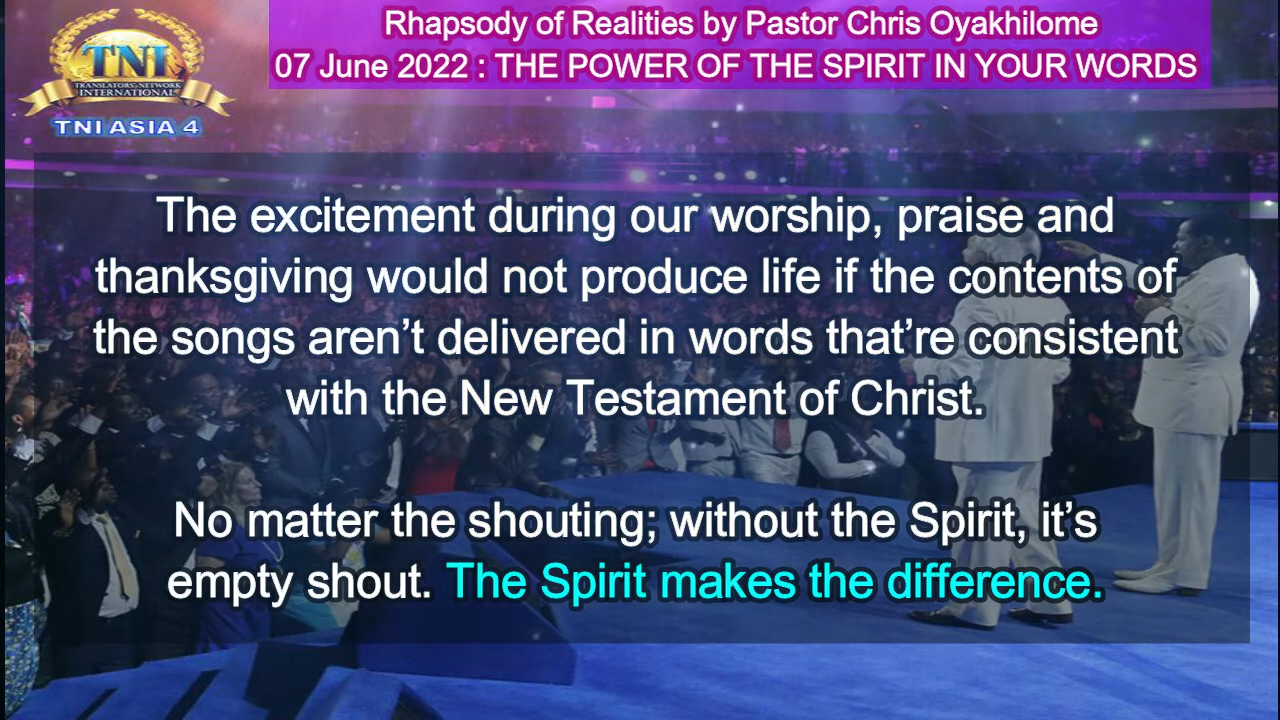 Rhapsody of Realities by Pastor Chris Oyakhilome
07 June 2022 : THE POWER OF THE SPIRIT IN YOUR WORDS
TNI
TRANSLATORS NETWORK
INTERNATIONAL
TNI ASIA 4
The excitement during our worship, praise and
thanksgiving would not produce life if the contents of
the songs aren’t delivered in words that’re consistent
with the New Testament of Christ.
No matter the shouting; without the Spirit, it’s
empty shout. The Spirit makes the difference.